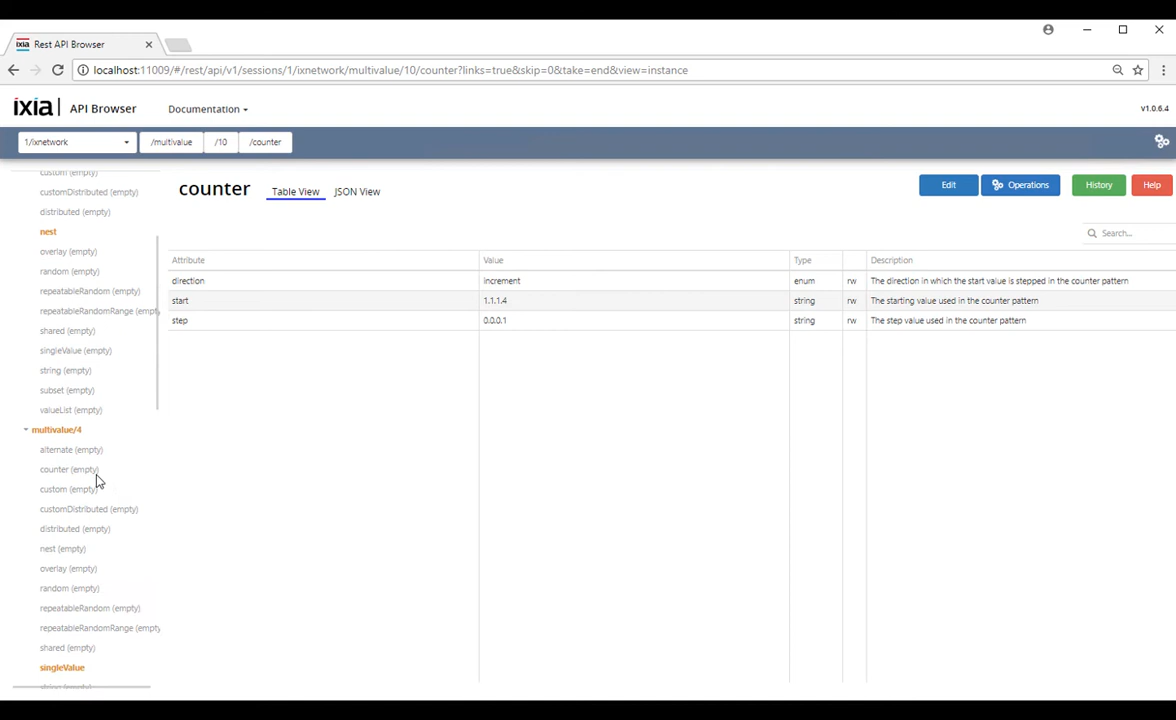 ixia Rest API Browser
localhost:11009/#/rest/api/v1/sessions/1/ixnetwork/multivalue/10/counter?links=true&skip=0&take=end&view=instance
ixia API Browser Documentation v1.0.6.4
1/ixnetwork /multivalue /10 /counter
custom (empty)
customDistributed (empty)
distributed (empty)
nest
overlay (empty)
random (empty)
repeatableRandom (empty)
repeatableRandomRange (empty
shared (empty)
singleValue (empty)
string (empty)
subset (empty)
valueList (empty)
multivalue/4
alternate (empty)
counter (empty)
custom (empty)
customDistributed (empty)
distributed (empty)
nest (empty)
overlay (empty)
random (empty)
repeatableRandom (empty)
repeatableRandomRange (empty
shared (empty)
singleValue
counter Table View JSON View Edit Operations History Help
Search...
Attribute Value Type Description
direction increment enum rw The direction in which the start value is stepped in the counter pattern
start 1.1.1.4 string rw The starting value used in the counter pattern
step 0.0.0.1 string rw The step value used in the counter pattern